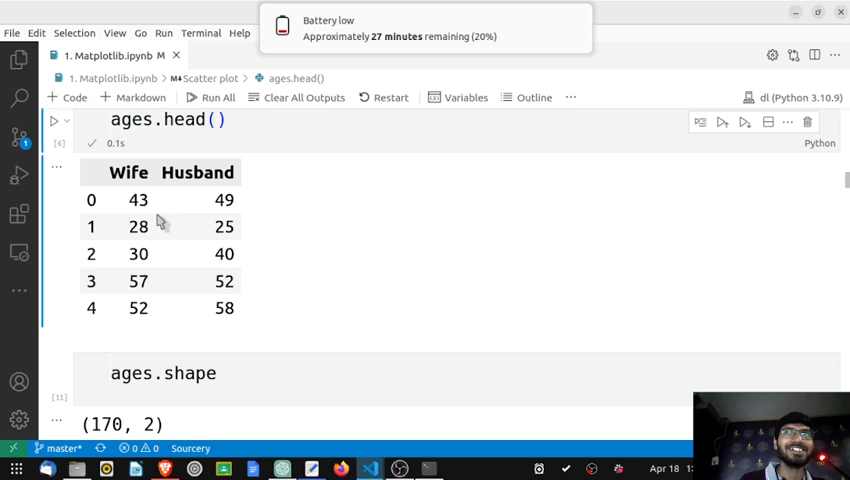 Battery low
Approximately 27 minutes remaining (20%)
File Edit Selection View Go Run Terminal Help
1. Matplotlib.ipynb
1. Matplotlib.ipynb > Scatter plot > ages.head()
+ Code + Markdown Run All Clear All Outputs Restart Variables Outline ... dl (Python 3.10.9)
ages.head()
[6] 0.1s Python
Wife Husband
0 43 49
1 28 25
2 30 40
3 57 52
4 52 58
ages.shape
[11]
(170, 2)
master* 0 0 Sourcery
Apr 18